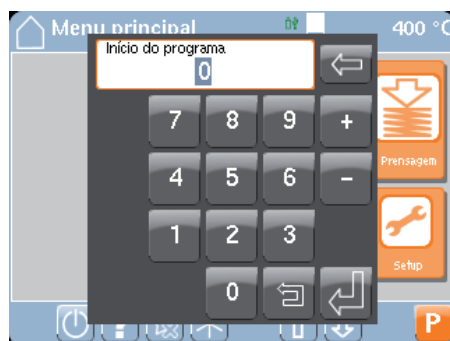 Menu principal
400 °C
Início do programa
0
7 8 9 +
4 5 6 -
1 2 3
0
Prensagem
Setup
P